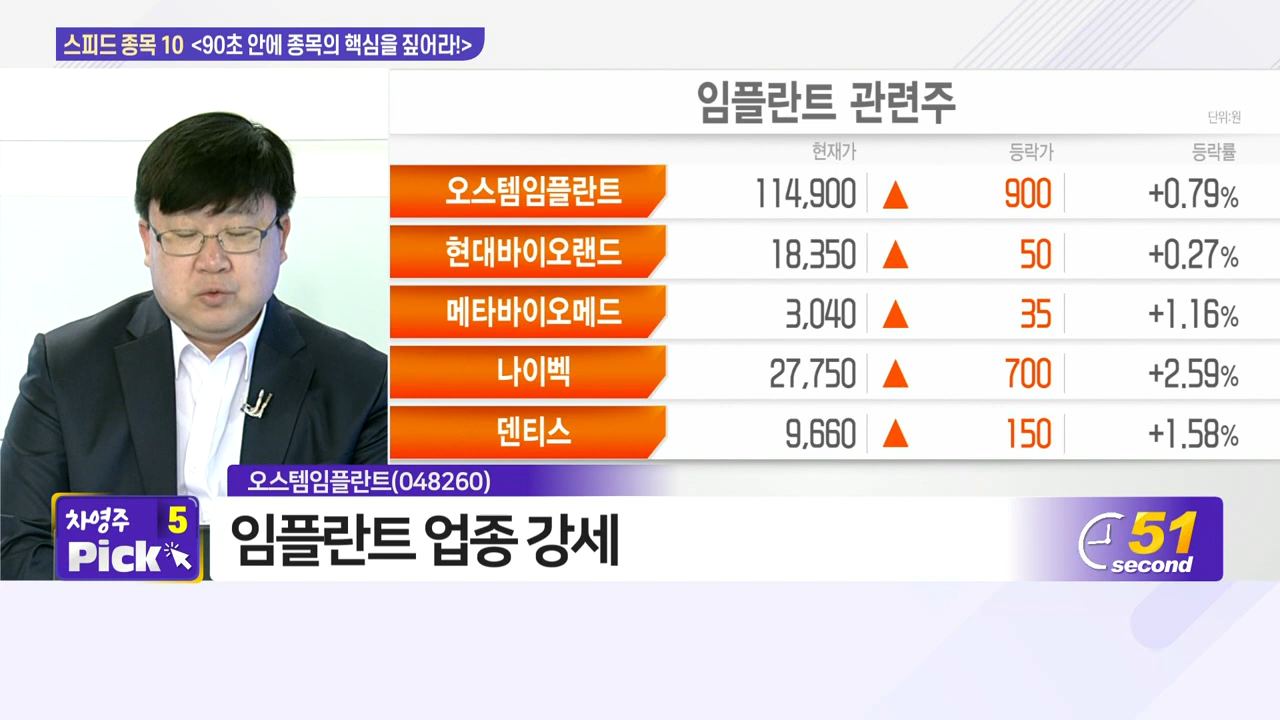 스피드 종목 10 <90초 안에 종목의 핵심을 짚어라!>
임플란트 관련주
단위:원
현재가 등락가 등락률
오스템임플란트 114,900 ▲ 900 +0.79%
현대바이오랜드 18,350 ▲ 50 +0.27%
메타바이오메드 3,040 ▲ 35 +1.16%
나이벡 27,750 ▲ 700 +2.59%
덴티스 9,660 ▲ 150 +1.58%
오스템임플란트(048260)
차영주 5
Pick
임플란트 업종 강세
51
second